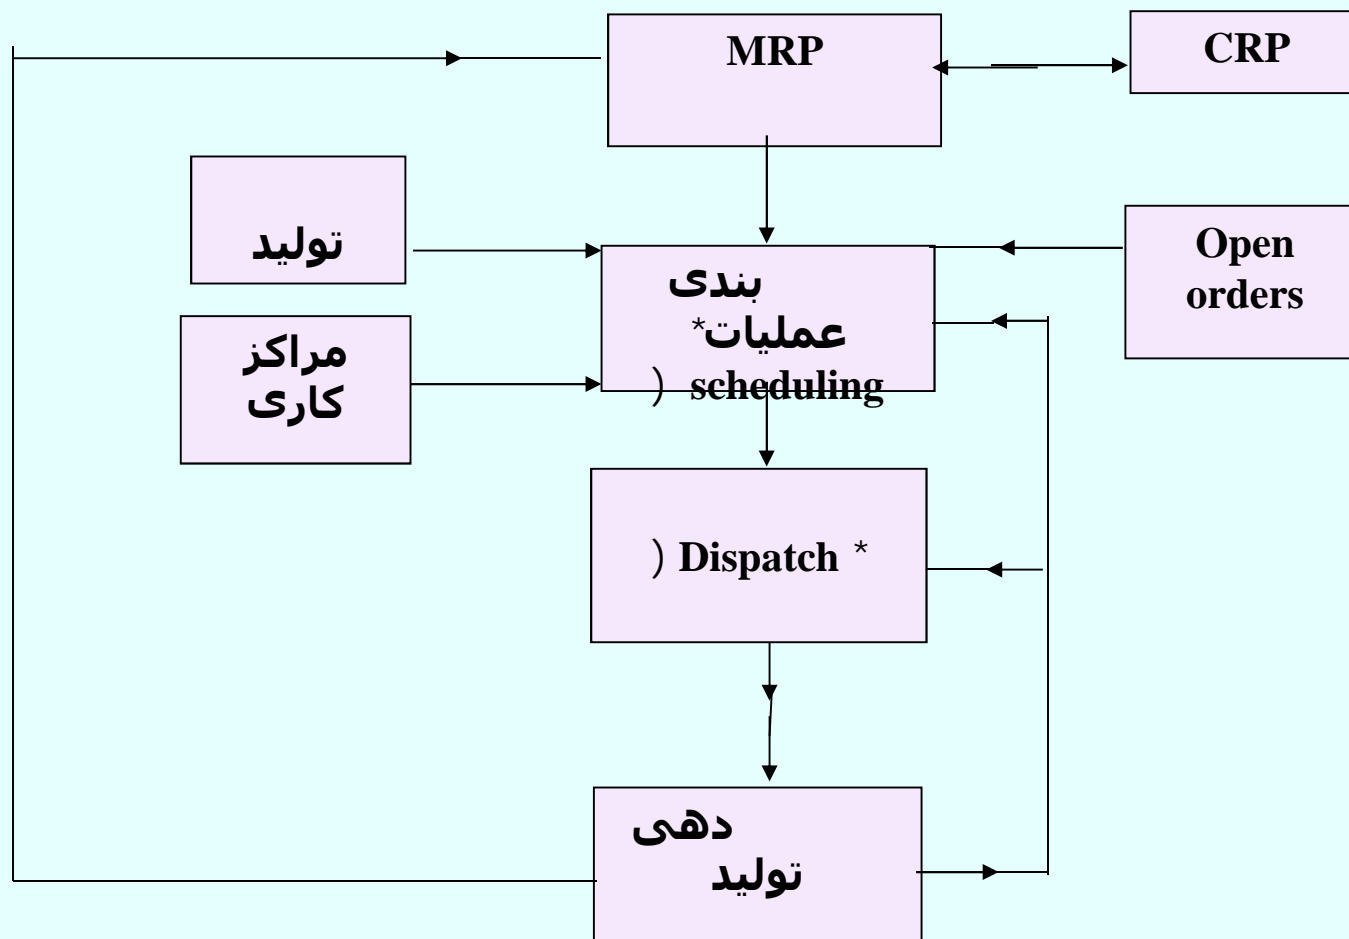 MRP
CRP
تولید
Open
orders
بندی
عملیات*
) scheduling
مراکز
کاری
) Dispatch *
دهی
تولید